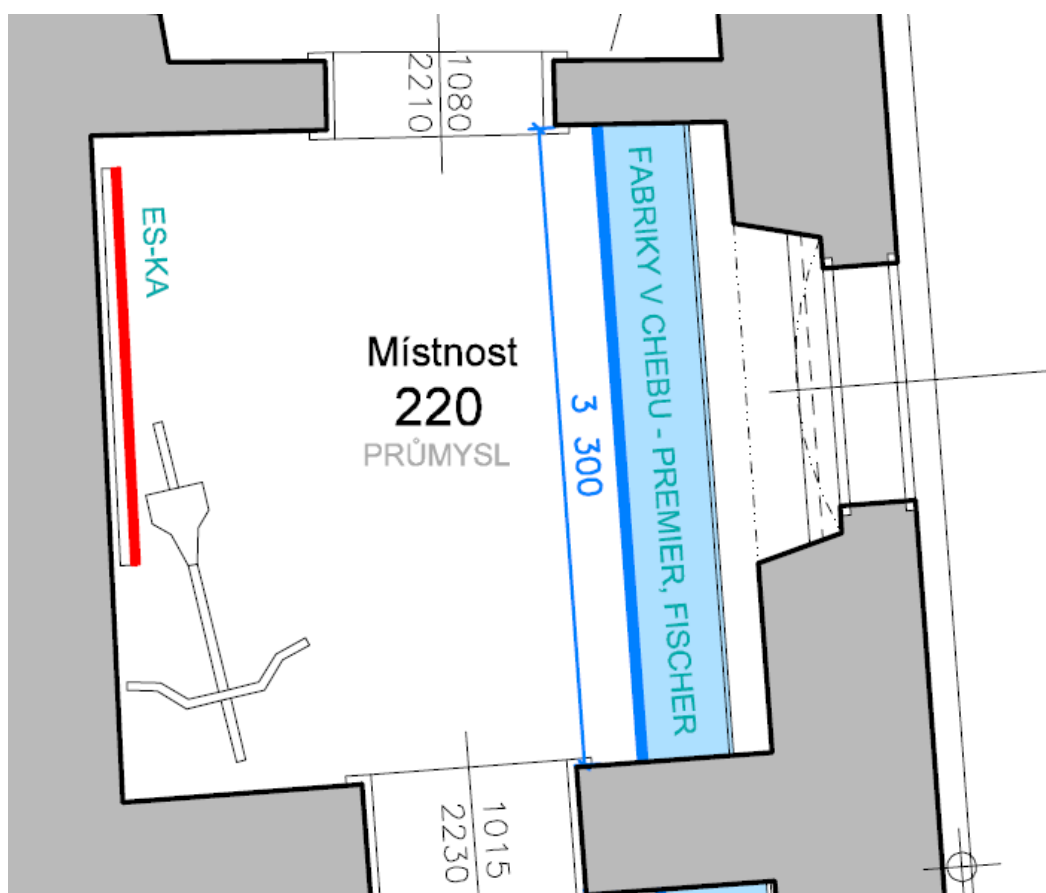 1080
2210
FABRIKY V CHEBU - PREMIER, FISCHER
ES-KA
Místnost
220
PRŮMYSL
3 300
1015
2230